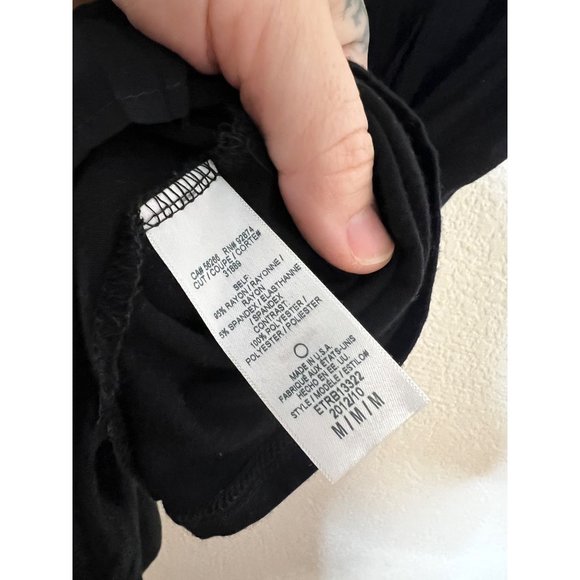 CA# 56266 RN# 92874
CUT / COUPE / CORTE#
31889
SELF:
95% RAYON / RAYONNE /
RAYON
5% SPANDEX / ELASTHANNE
/ SPANDEX
CONTRAST:
100% POLYESTER /
POLYESTER / POLIESTER
MADE IN U.S.A.
FABRIQUÉ AUX ÉTATS-UNIS
HECHO EN EE. UU.
STYLE / MODÈLE / ESTILO#
ETRB13322
2012/10
M / M / M